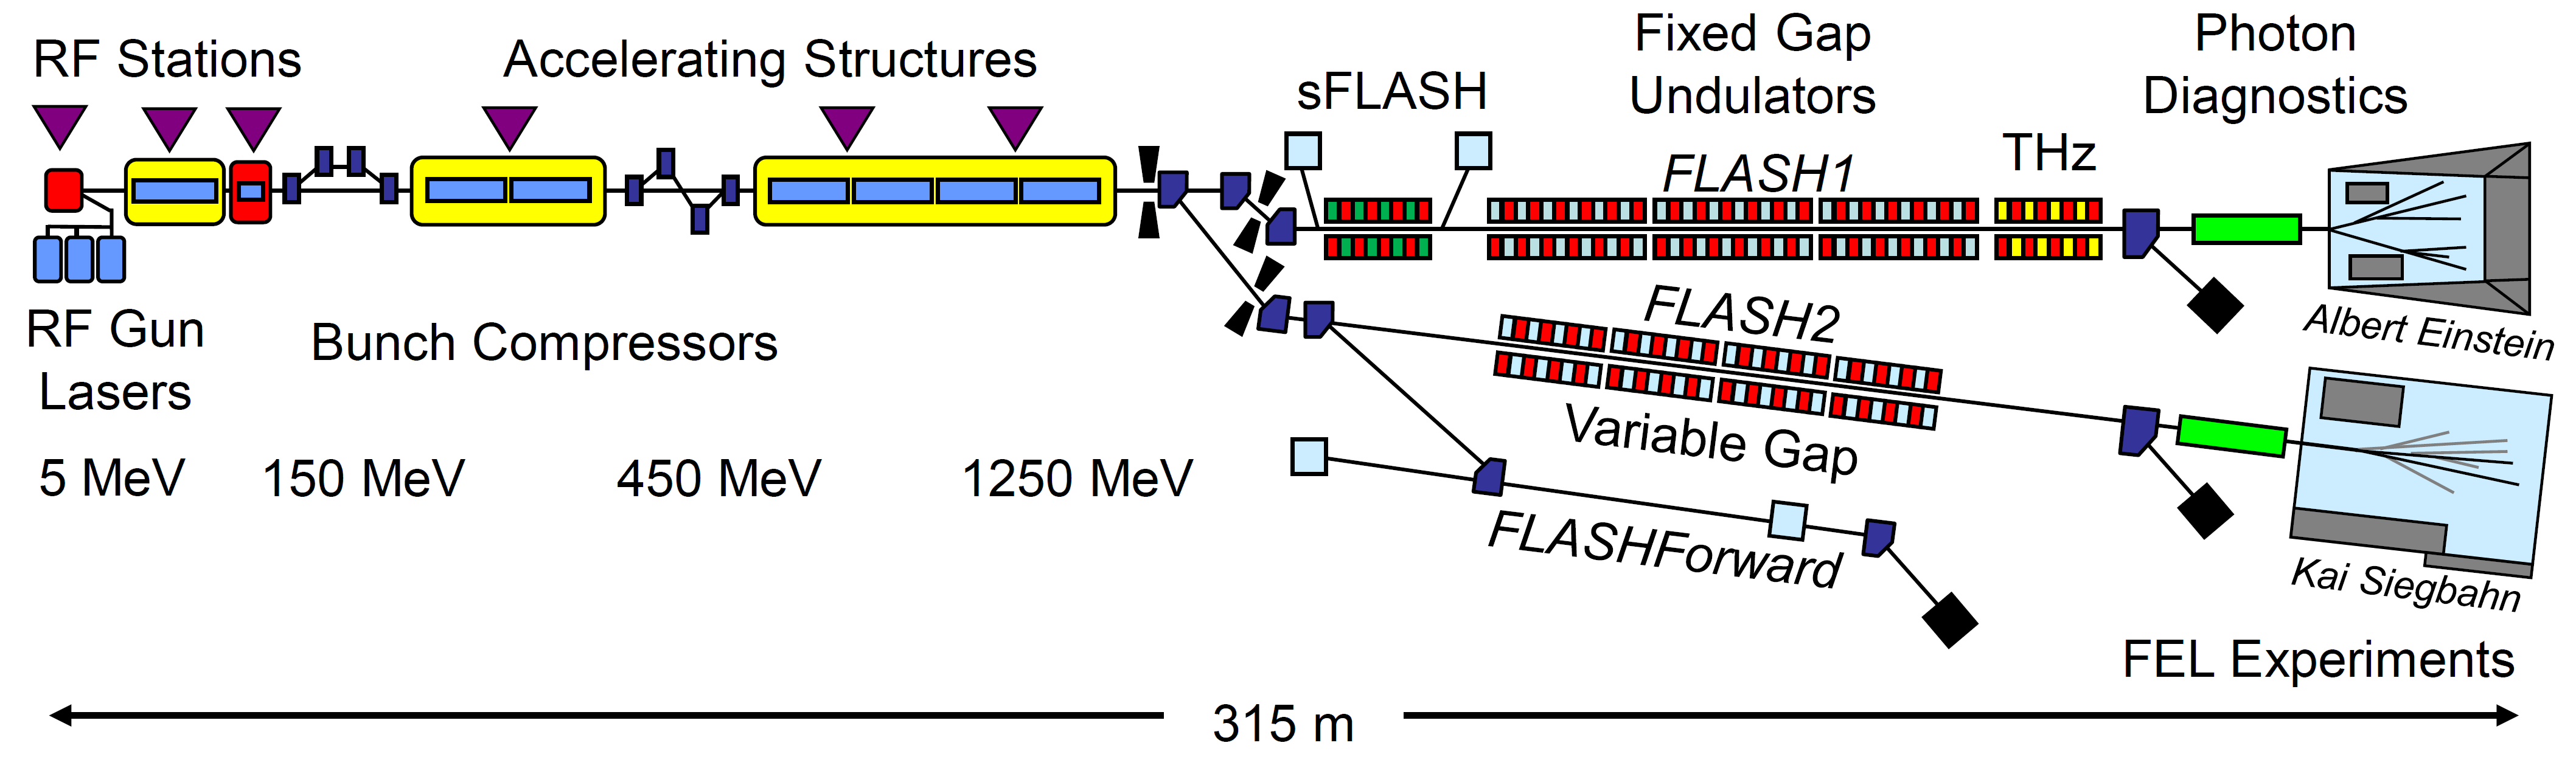 RF Stations
Accelerating Structures
sFLASH
Fixed Gap
Undulators
FLASH1
THz
Photon
Diagnostics
Albert Einstein
RF Gun
Lasers
Bunch Compressors
FLASH2
Variable Gap
FLASHForward
Kai Siegbahn
5 MeV
150 MeV
450 MeV
1250 MeV
FEL Experiments
315 m